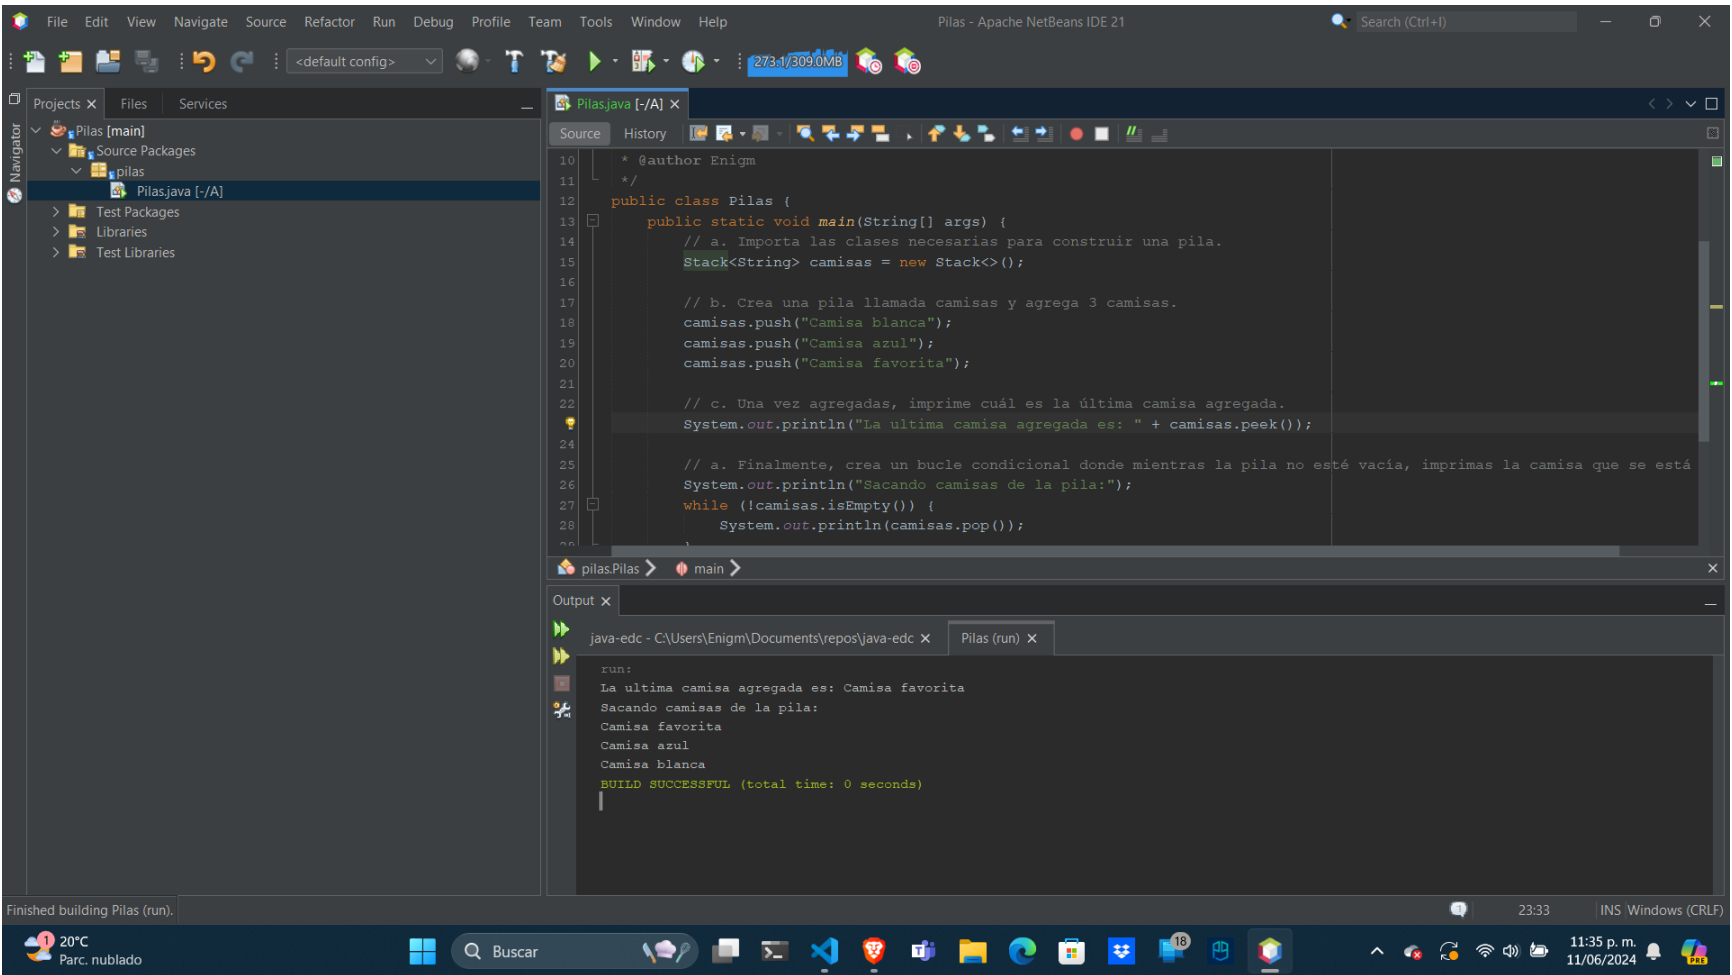 File Edit View Navigate Source Refactor Run Debug Profile Team Tools Window Help
Pilas - Apache NetBeans IDE 21
Search (Ctrl+I)
<default config>
273.1/309.0MB
Projects Files Services
Navigator
Pilas [main]
Source Packages
pilas
Pilas.java [-/A]
Test Packages
Libraries
Test Libraries
Pilas.java [-/A]
Source History
10 * @author Enigm
11 */
12 public class Pilas {
13 public static void main(String[] args) {
14 // a. Importa las clases necesarias para construir una pila.
15 Stack<String> camisas = new Stack<>();
16
17 // b. Crea una pila llamada camisas y agrega 3 camisas.
18 camisas.push("Camisa blanca");
19 camisas.push("Camisa azul");
20 camisas.push("Camisa favorita");
21
22 // c. Una vez agregadas, imprime cuál es la última camisa agregada.
System.out.println("La ultima camisa agregada es: " + camisas.peek());
24
25 // a. Finalmente, crea un bucle condicional donde mientras la pila no esté vacía, imprimas la camisa que se está
26 System.out.println("Sacando camisas de la pila:");
27 while (!camisas.isEmpty()) {
28 System.out.println(camisas.pop());
pilas.Pilas main
Output
java-edc - C:\Users\Enigm\Documents\repos\java-edc Pilas (run)
run:
La ultima camisa agregada es: Camisa favorita
Sacando camisas de la pila:
Camisa favorita
Camisa azul
Camisa blanca
BUILD SUCCESSFUL (total time: 0 seconds)
Finished building Pilas (run).
1
23:33 INS Windows (CRLF)
1
20°C
Parc. nublado
Buscar
18
11:35 p. m.
11/06/2024
PRE